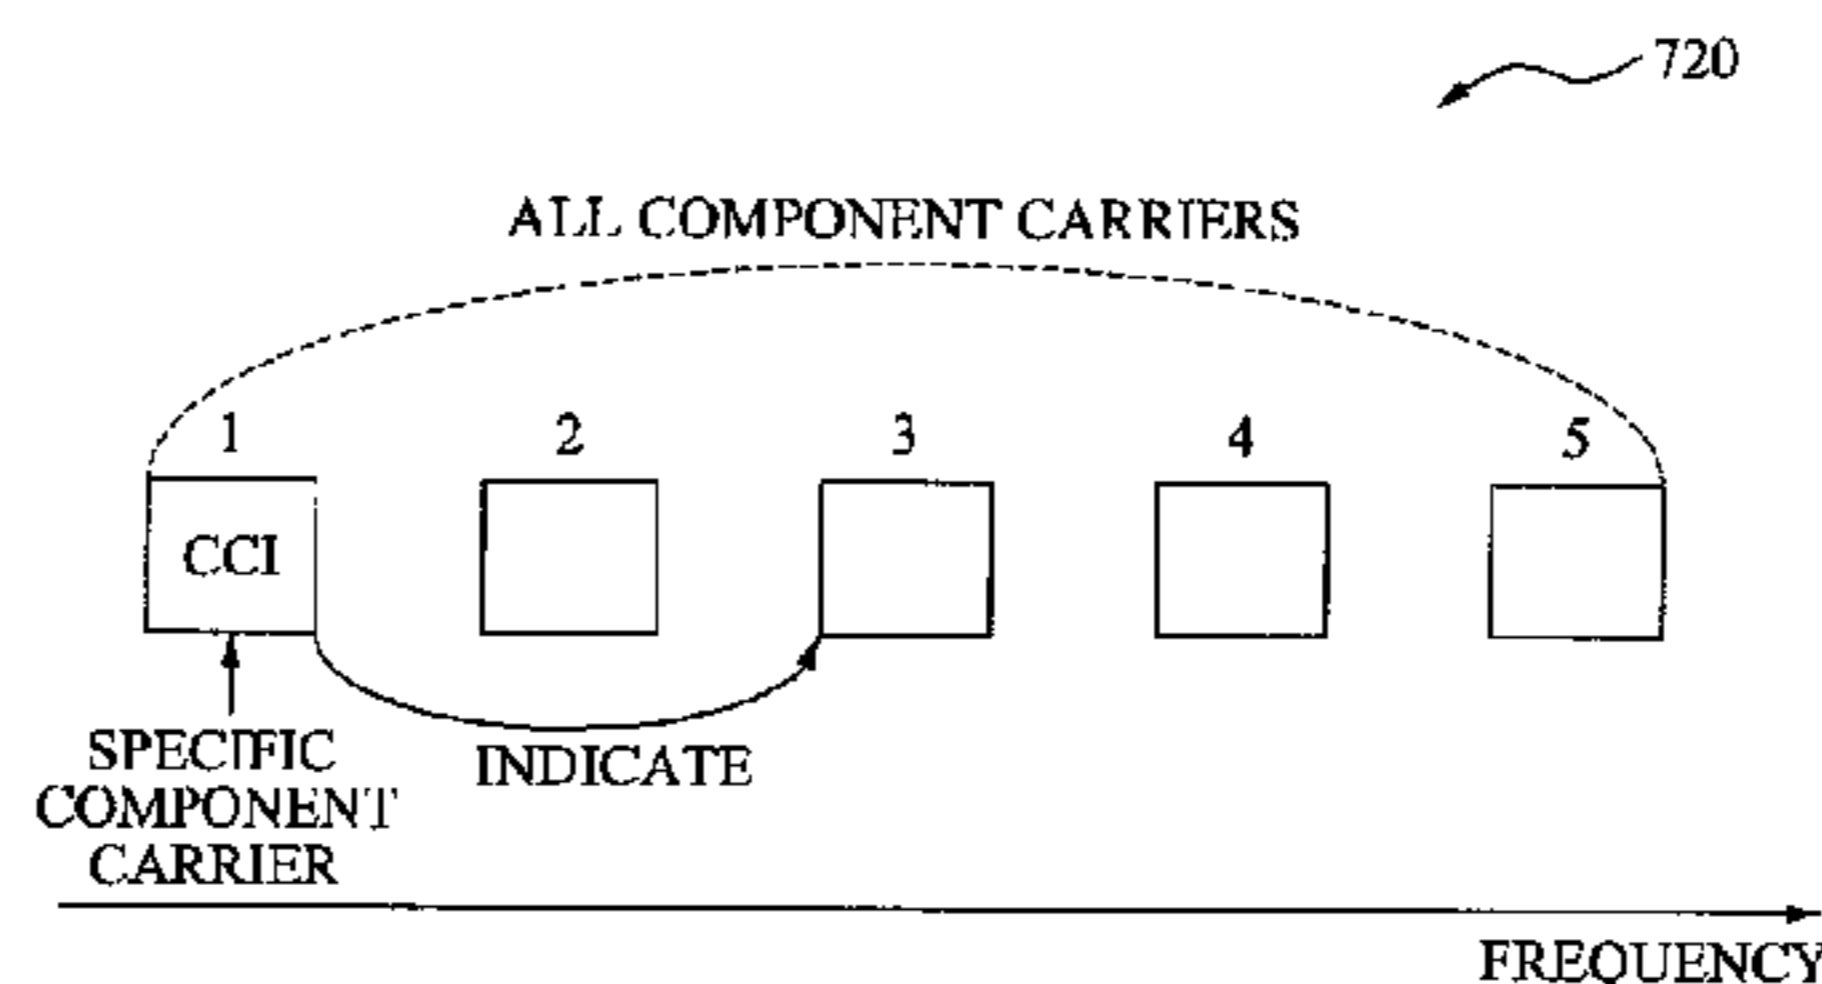 720
ALL COMPONENT CARRIERS
1 2 3 4 5
CCI
SPECIFIC
COMPONENT
CARRIER
INDICATE
FREQUENCY